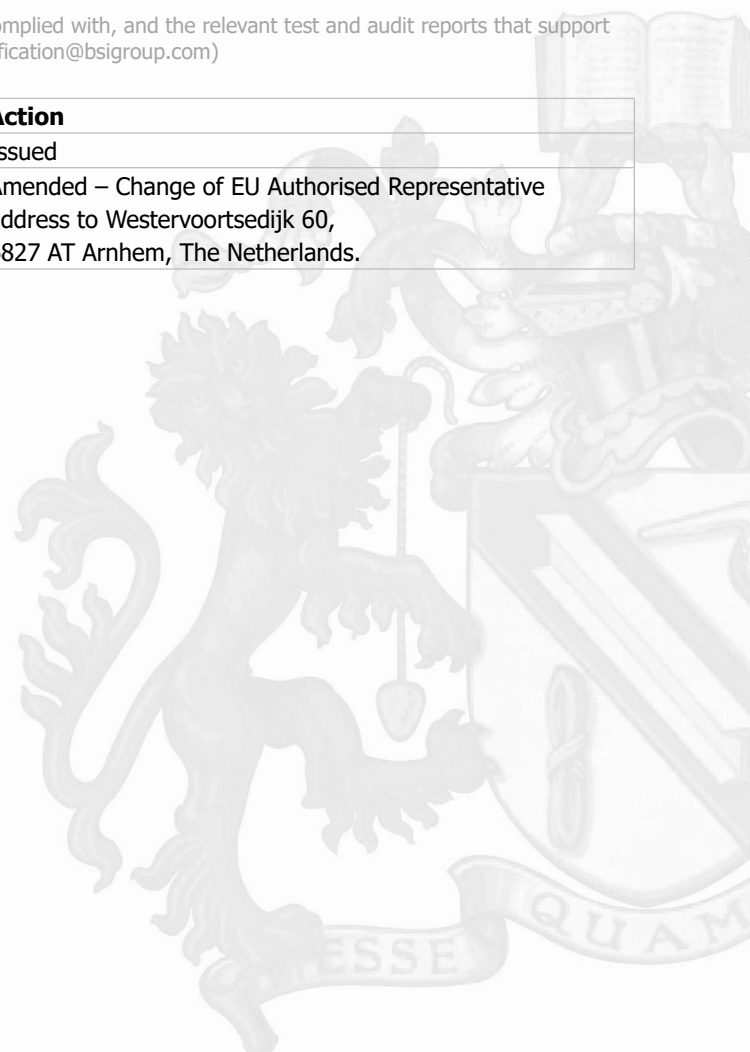 omplied with, and the relevant test and audit reports that support
fication@bsigroup.com)
Action
ssued
Amended – Change of EU Authorised Representative
ddress to Westervoortsedijk 60,
827 AT Arnhem, The Netherlands.
ESSE
QUAM